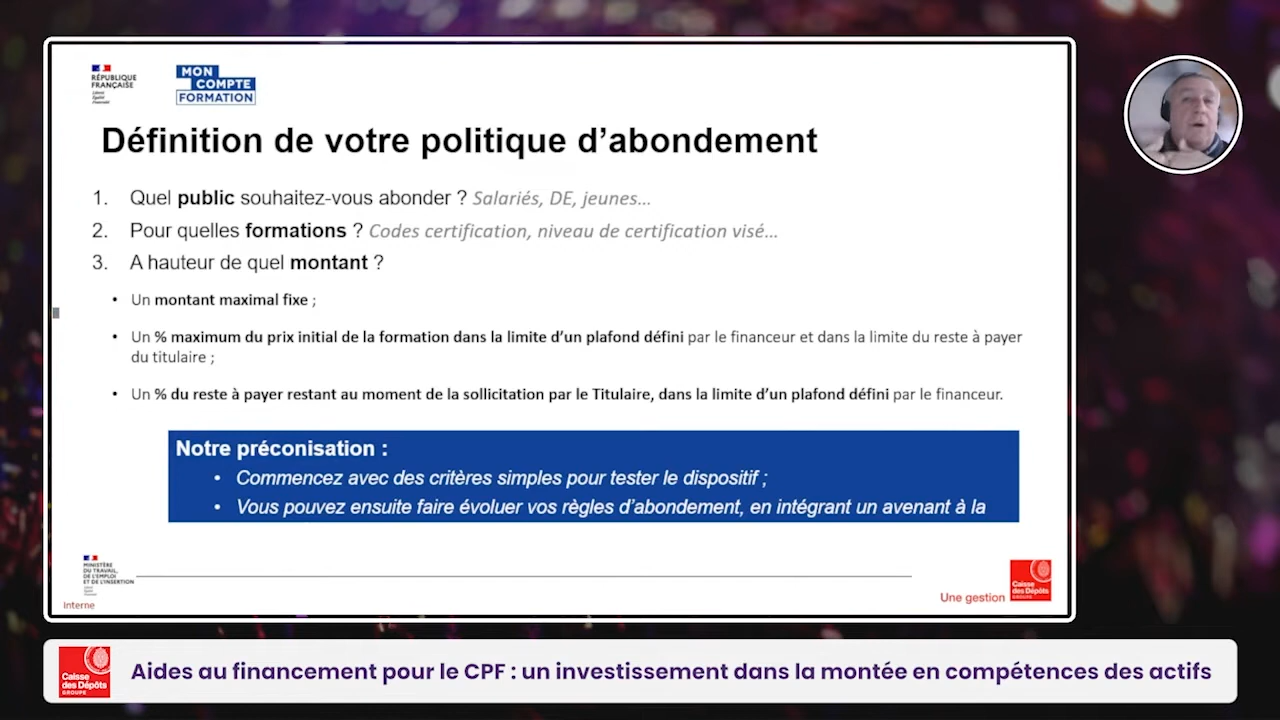 RÉPUBLIQUE
FRANÇAISE
Liberté
Égalité
Fraternité
MON
COMPTE
FORMATION
Définition de votre politique d’abondement
1. Quel public souhaitez-vous abonder ? Salariés, DE, jeunes…
2. Pour quelles formations ? Codes certification, niveau de certification visé…
3. A hauteur de quel montant ?
• Un montant maximal fixe ;
• Un % maximum du prix initial de la formation dans la limite d’un plafond défini par le financeur et dans la limite du reste à payer
du titulaire ;
• Un % du reste à payer restant au moment de la sollicitation par le Titulaire, dans la limite d’un plafond défini par le financeur.
Notre préconisation :
• Commencez avec des critères simples pour tester le dispositif ;
• Vous pouvez ensuite faire évoluer vos règles d’abondement, en intégrant un avenant à la
MINISTÈRE
DU TRAVAIL,
DE L'EMPLOI
ET DE L'INSERTION
Interne
Une gestion
Caisse
des Dépôts
GROUPE
Caisse
des Dépôts
GROUPE
Aides au financement pour le CPF : un investissement dans la montée en compétences des actifs